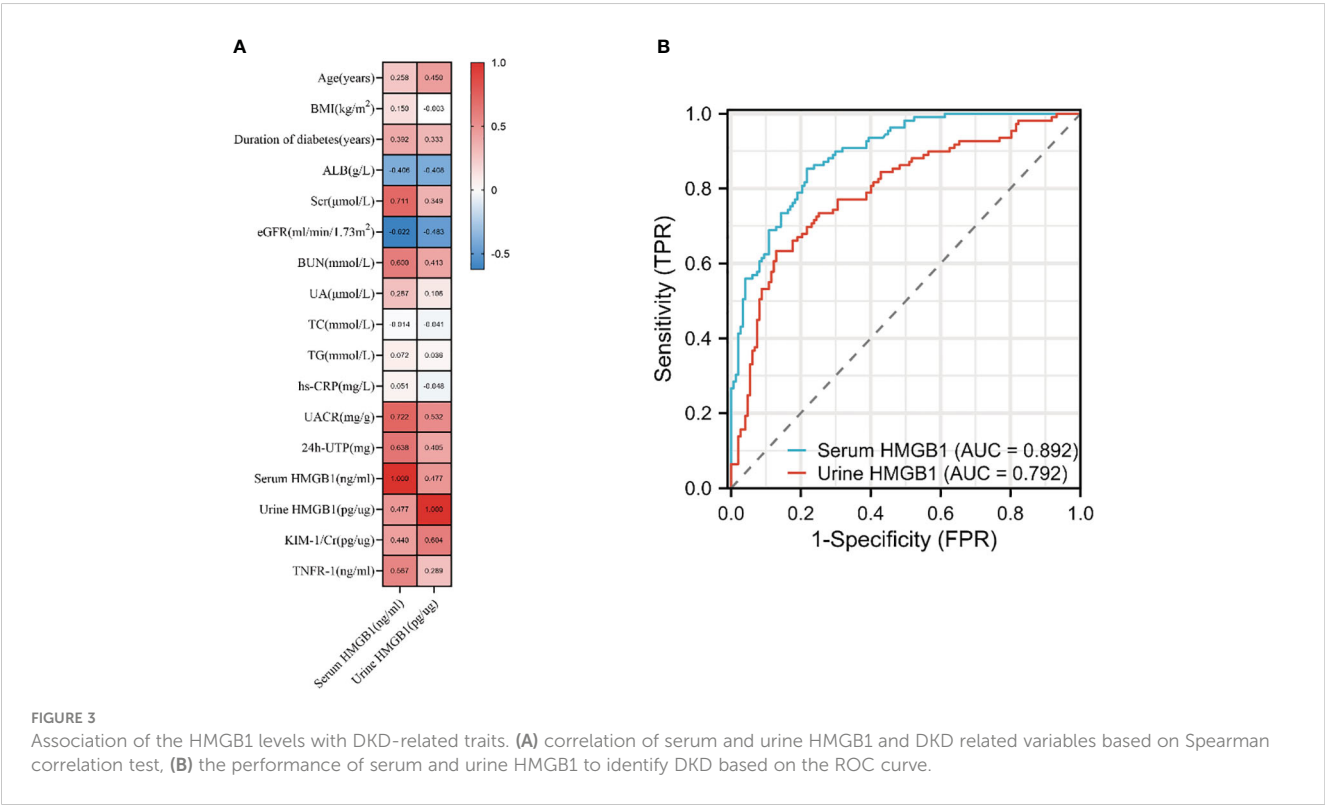 A
B
Age(years) 0.258 0.450
BMI(kg/m²) 0.150 -0.003
Duration of diabetes(years) 0.392 0.333
ALB(g/L) -0.406 -0.408
Scr(μmol/L) 0.711 0.349
eGFR(ml/min/1.73m²) -0.022 -0.483
BUN(mmol/L) 0.600 0.413
UA(μmol/L) 0.267 0.106
TC(mmol/L) -0.014 -0.041
TG(mmol/L) 0.072 0.036
hs-CRP(mg/L) 0.051 -0.048
UACR(mg/g) 0.722 0.532
24h-UTP(mg) 0.638 0.405
Serum HMGB1(ng/ml) 1.000 0.477
Urine HMGB1(pg/ug) 0.477 1.000
KIM-1/Cr(pg/ug) 0.440 0.604
TNFR-1(ng/ml) 0.567 0.289
Serum HMGB1(ng/ml)
Urine HMGB1(pg/ug)
1.0
0.5
0
-0.5
Sensitivity (TPR)
1.0
0.8
0.6
0.4
0.2
0.0
Serum HMGB1 (AUC = 0.892)
Urine HMGB1 (AUC = 0.792)
0.0 0.2 0.4 0.6 0.8 1.0
1-Specificity (FPR)
FIGURE 3
Association of the HMGB1 levels with DKD-related traits. (A) correlation of serum and urine HMGB1 and DKD related variables based on Spearman
correlation test, (B) the performance of serum and urine HMGB1 to identify DKD based on the ROC curve.